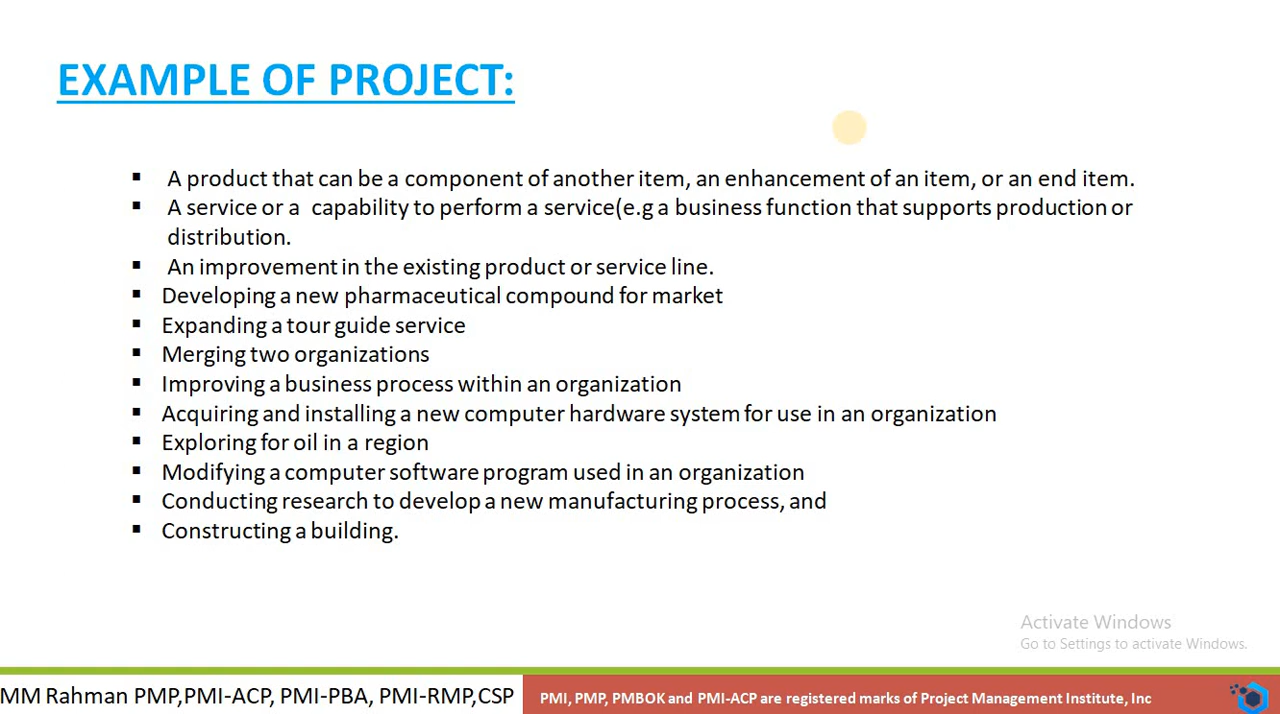 EXAMPLE OF PROJECT:
▪ A product that can be a component of another item, an enhancement of an item, or an end item.
▪ A service or a capability to perform a service(e.g a business function that supports production or
distribution.
▪ An improvement in the existing product or service line.
▪ Developing a new pharmaceutical compound for market
▪ Expanding a tour guide service
▪ Merging two organizations
▪ Improving a business process within an organization
▪ Acquiring and installing a new computer hardware system for use in an organization
▪ Exploring for oil in a region
▪ Modifying a computer software program used in an organization
▪ Conducting research to develop a new manufacturing process, and
▪ Constructing a building.
Activate Windows
Go to Settings to activate Windows.
MM Rahman PMP,PMI-ACP, PMI-PBA, PMI-RMP,CSP
PMI, PMP, PMBOK and PMI-ACP are registered marks of Project Management Institute, Inc